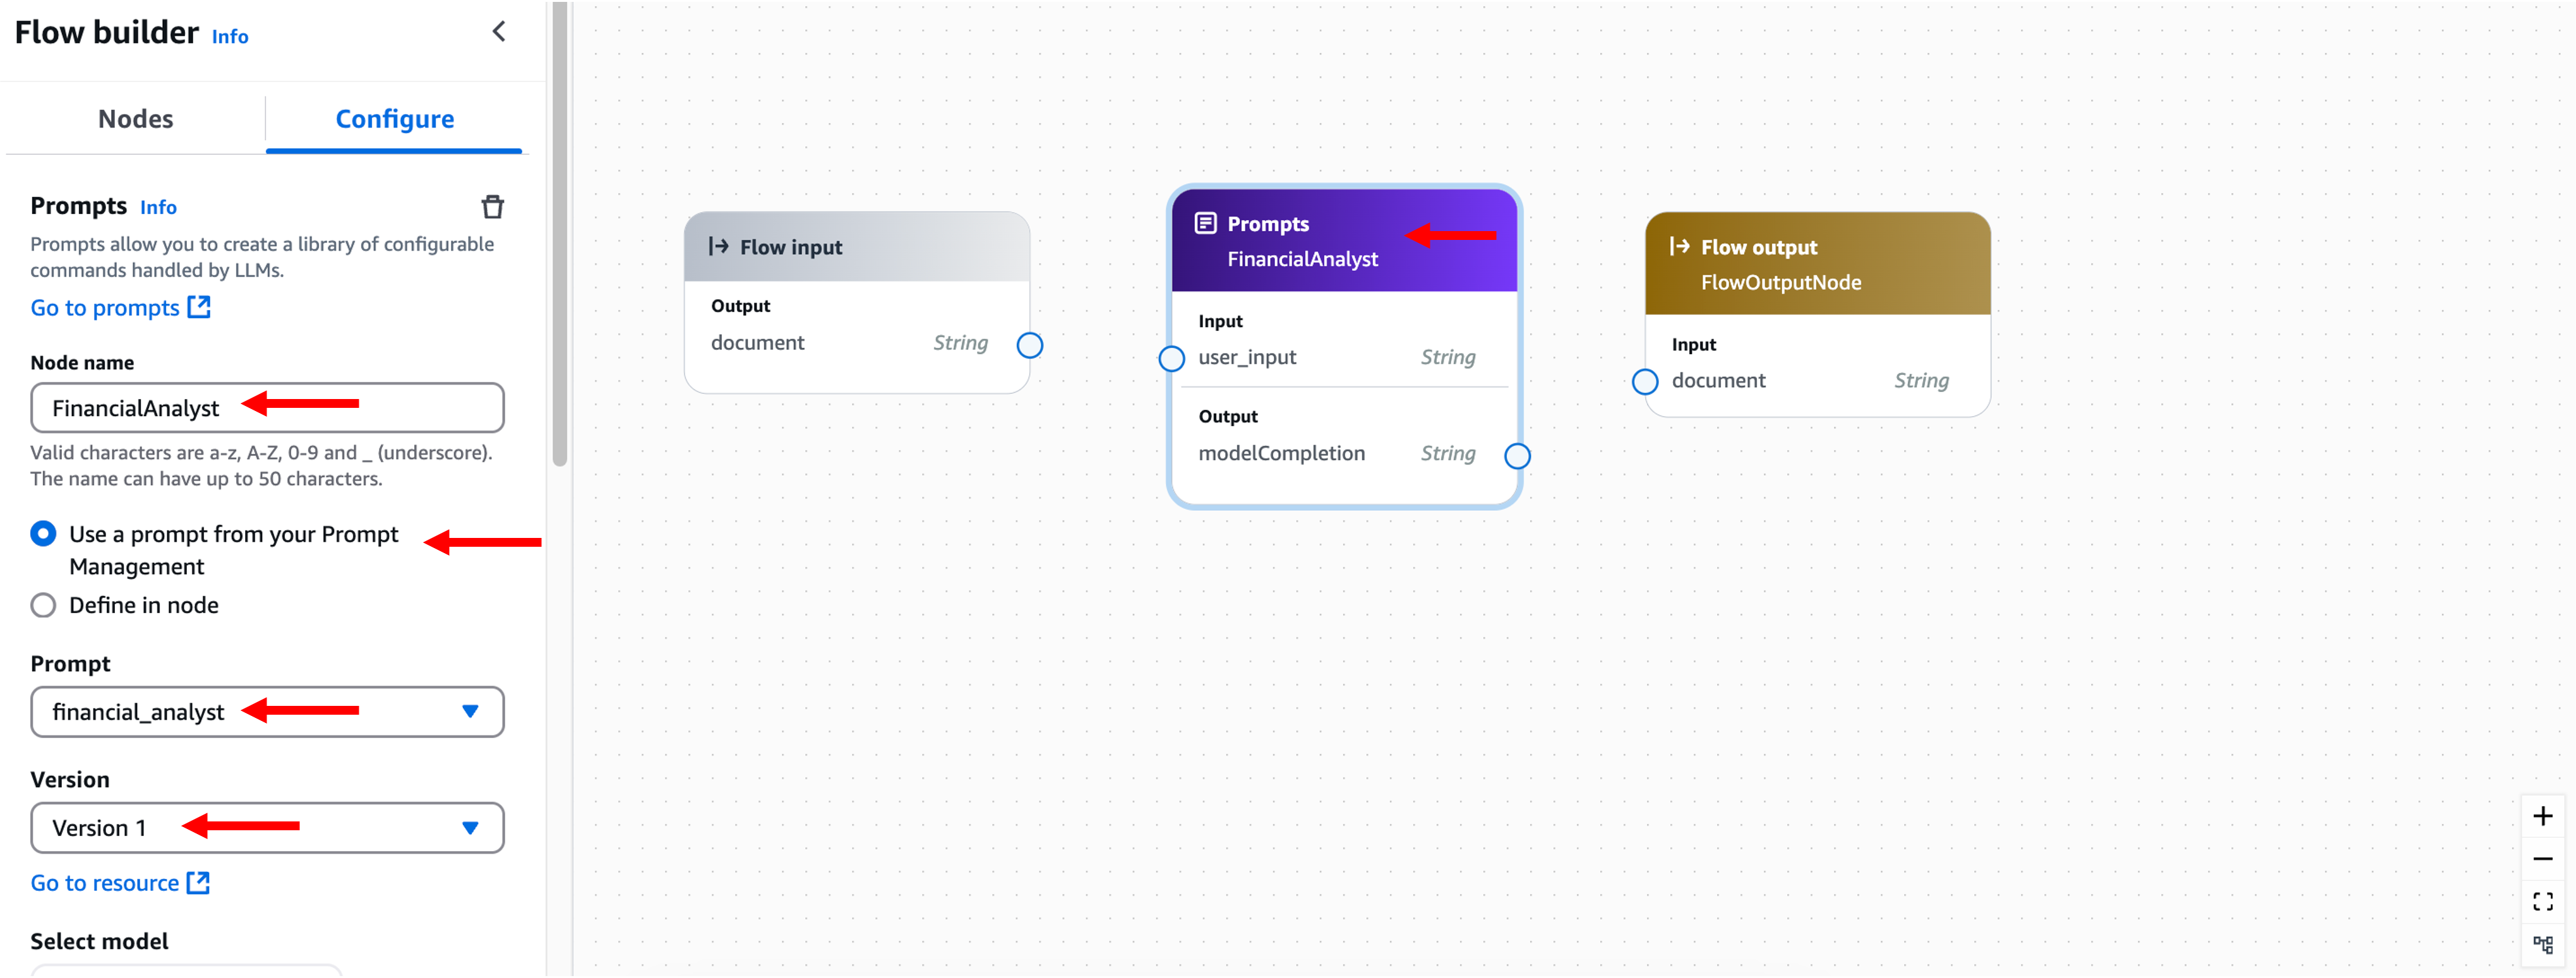 Flow builder Info
Nodes
Configure
Prompts Info
Prompts allow you to create a library of configurable
commands handled by LLMs.
Go to prompts
Node name
FinancialAnalyst
Valid characters are a-z, A-Z, 0-9 and _ (underscore).
The name can have up to 50 characters.
Use a prompt from your Prompt
Management
Define in node
Prompt
financial_analyst
Version
Version 1
Go to resource
Select model
Flow input
Output
document String
Prompts
FinancialAnalyst
Input
user_input String
Output
modelCompletion String
Flow output
FlowOutputNode
Input
document String